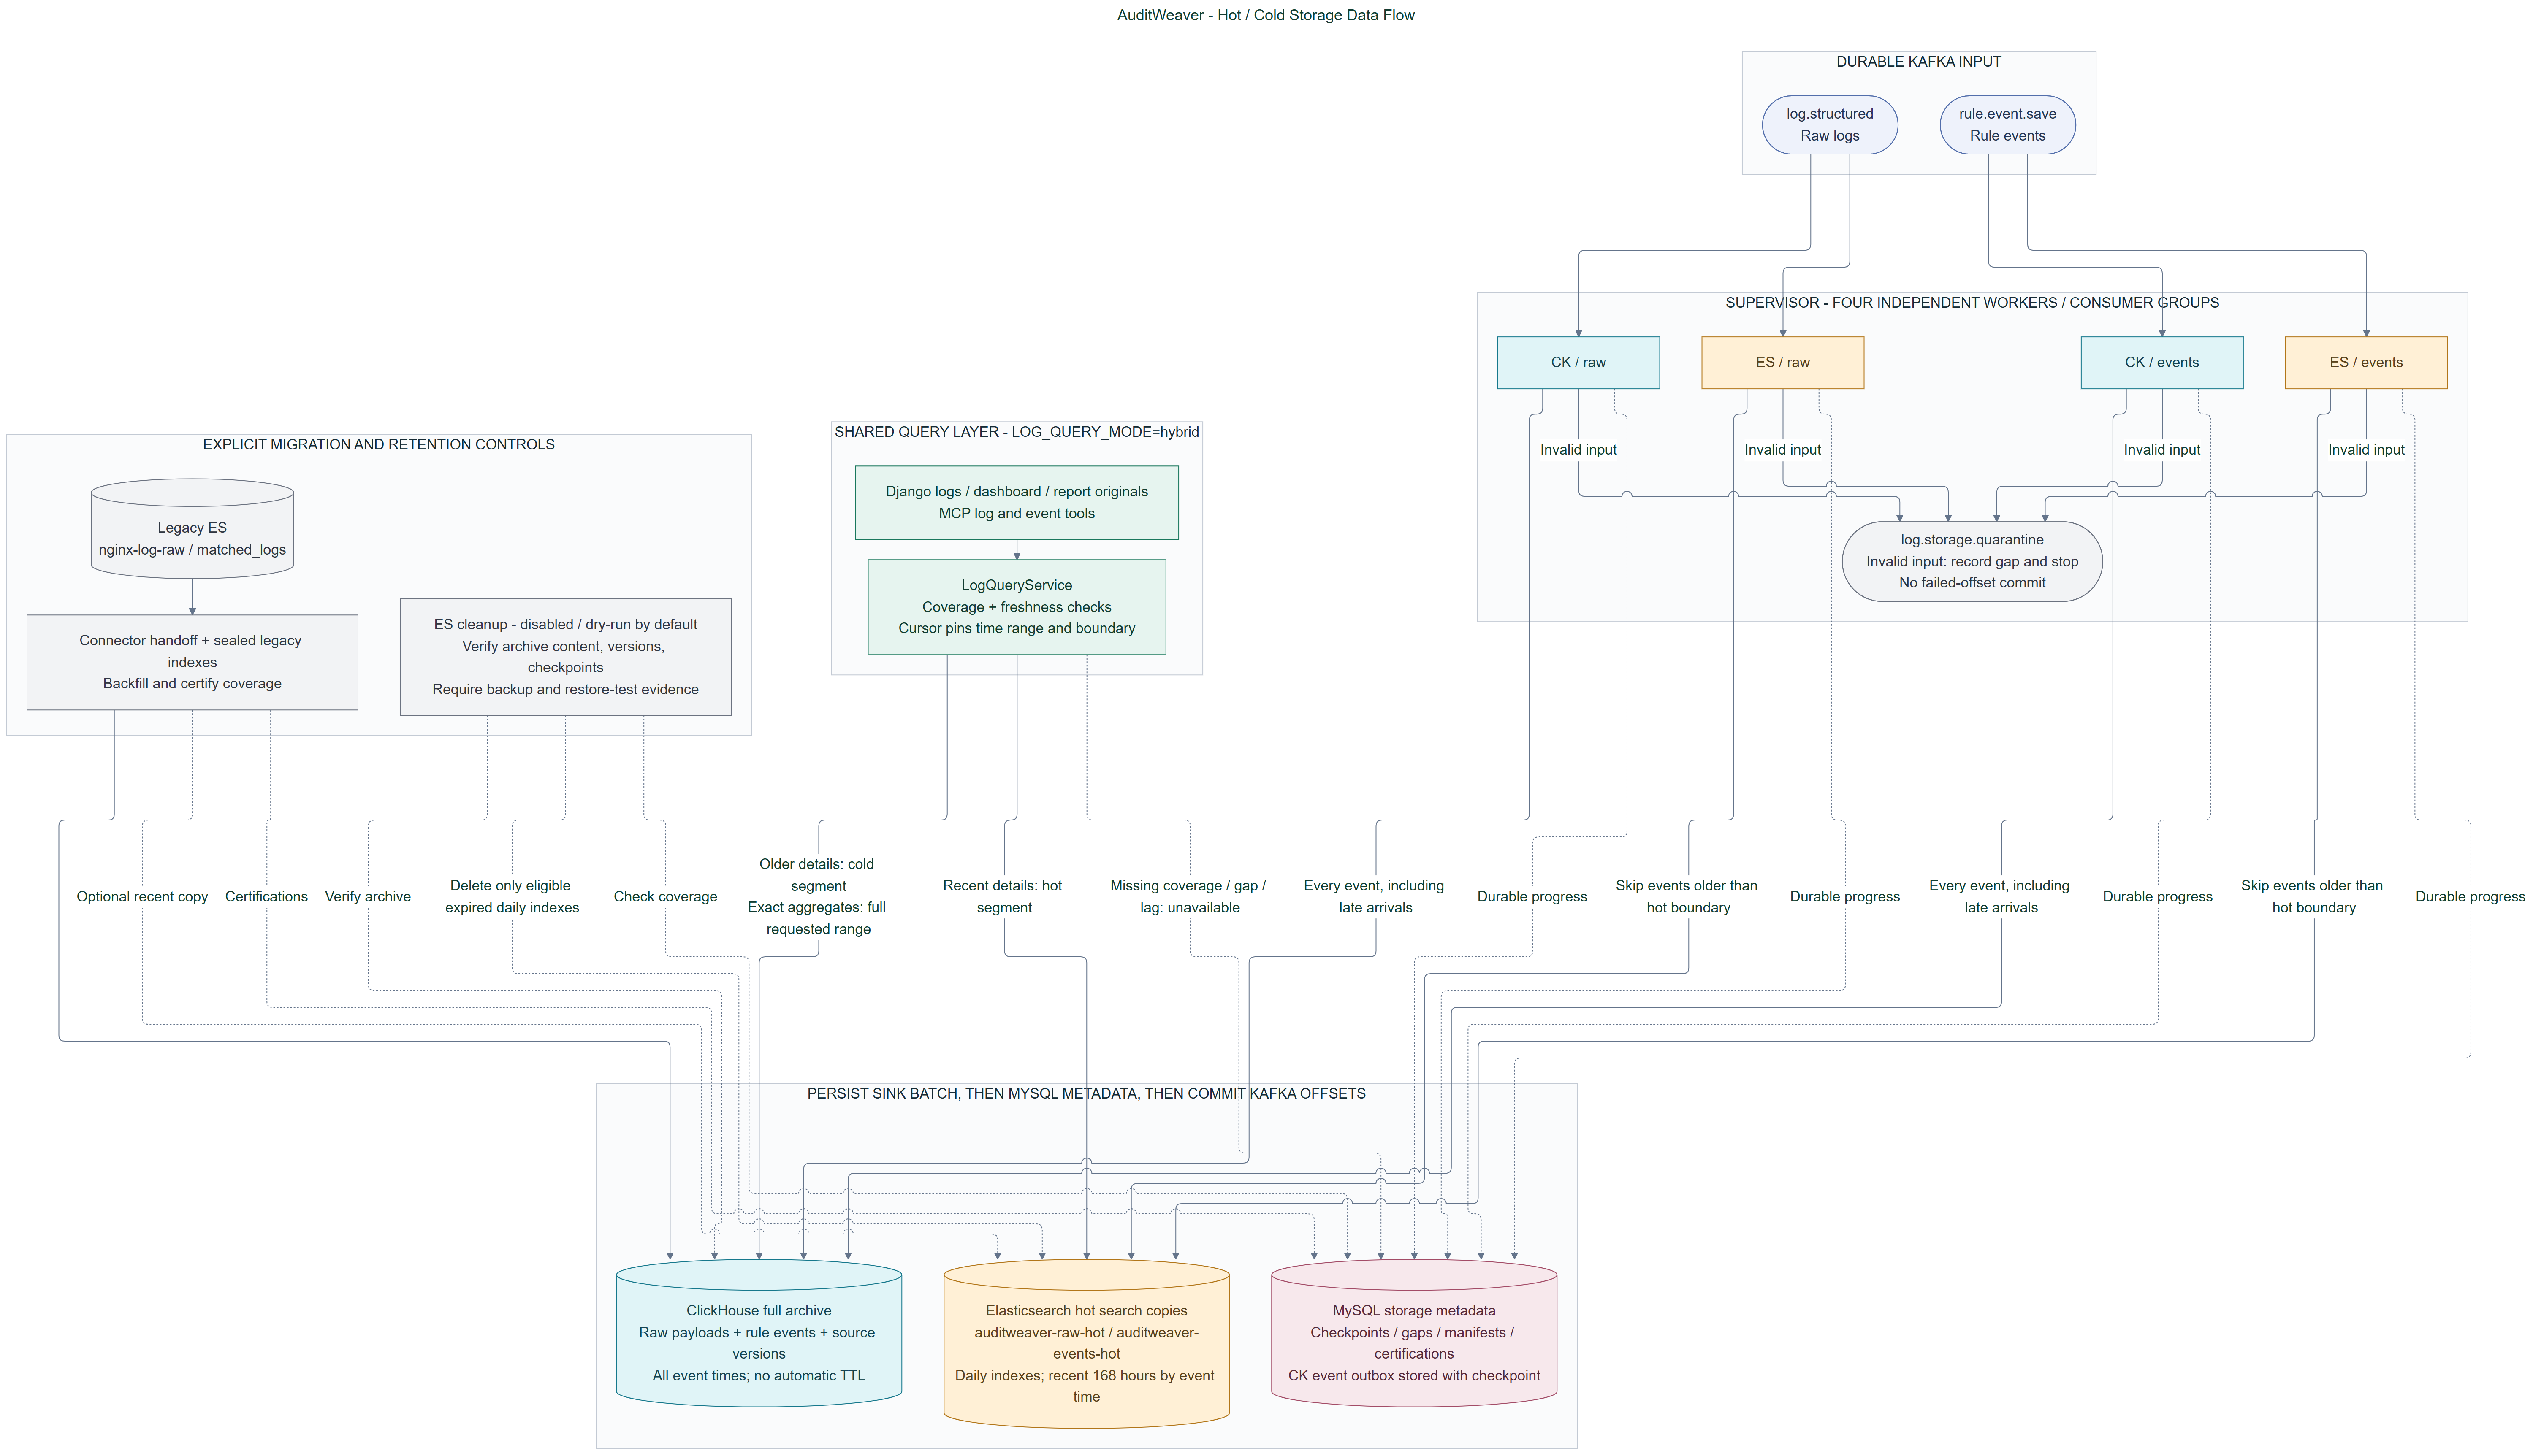 AuditWeaver - Hot / Cold Storage Data Flow
DURABLE KAFKA INPUT
log.structured
Raw logs
rule.event.save
Rule events
SUPERVISOR - FOUR INDEPENDENT WORKERS / CONSUMER GROUPS
CK / raw
ES / raw
CK / events
ES / events
Invalid input
Invalid input
Invalid input
Invalid input
log.storage.quarantine
Invalid input: record gap and stop
No failed-offset commit
SHARED QUERY LAYER - LOG_QUERY_MODE=hybrid
Django logs / dashboard / report originals
MCP log and event tools
LogQueryService
Coverage + freshness checks
Cursor pins time range and boundary
EXPLICIT MIGRATION AND RETENTION CONTROLS
Legacy ES
nginx-log-raw / matched_logs
Connector handoff + sealed legacy
indexes
Backfill and certify coverage
ES cleanup - disabled / dry-run by default
Verify archive content, versions,
checkpoints
Require backup and restore-test evidence
Optional recent copy
Certifications
Verify archive
Delete only eligible
expired daily indexes
Check coverage
Older details: cold
segment
Exact aggregates: full
requested range
Recent details: hot
segment
Missing coverage / gap /
lag: unavailable
Every event, including
late arrivals
Durable progress
Skip events older than
hot boundary
Durable progress
Every event, including
late arrivals
Durable progress
Skip events older than
hot boundary
Durable progress
PERSIST SINK BATCH, THEN MYSQL METADATA, THEN COMMIT KAFKA OFFSETS
ClickHouse full archive
Raw payloads + rule events + source
versions
All event times; no automatic TTL
Elasticsearch hot search copies
auditweaver-raw-hot / auditweaver-
events-hot
Daily indexes; recent 168 hours by event
time
MySQL storage metadata
Checkpoints / gaps / manifests /
certifications
CK event outbox stored with checkpoint